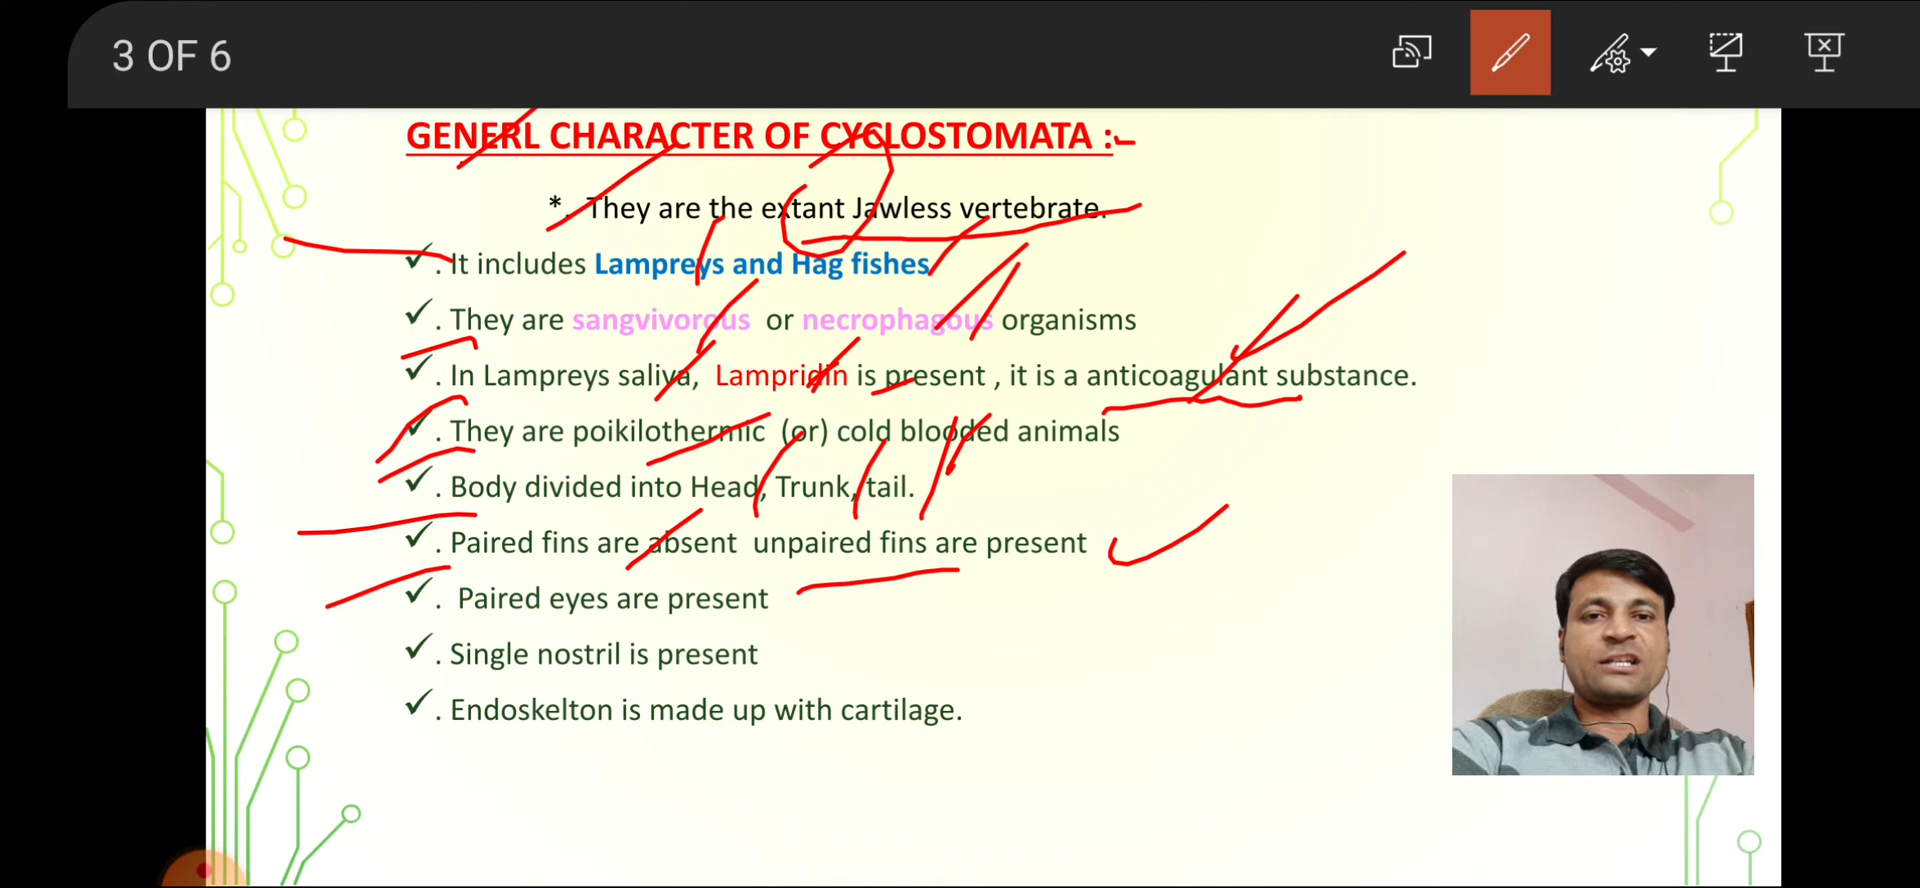 3 OF 6
GENERL CHARACTER OF CYCLOSTOMATA :-
*. They are the extant Jawless vertebrate.
✓. It includes Lampreys and Hag fishes
✓. They are sangvivorous or necrophagous organisms
✓. In Lampreys saliva, Lampridin is present , it is a anticoagulant substance.
✓. They are poikilothermic (or) cold blooded animals
✓. Body divided into Head, Trunk, tail.
✓. Paired fins are absent unpaired fins are present
✓. Paired eyes are present
✓. Single nostril is present
✓. Endoskelton is made up with cartilage.